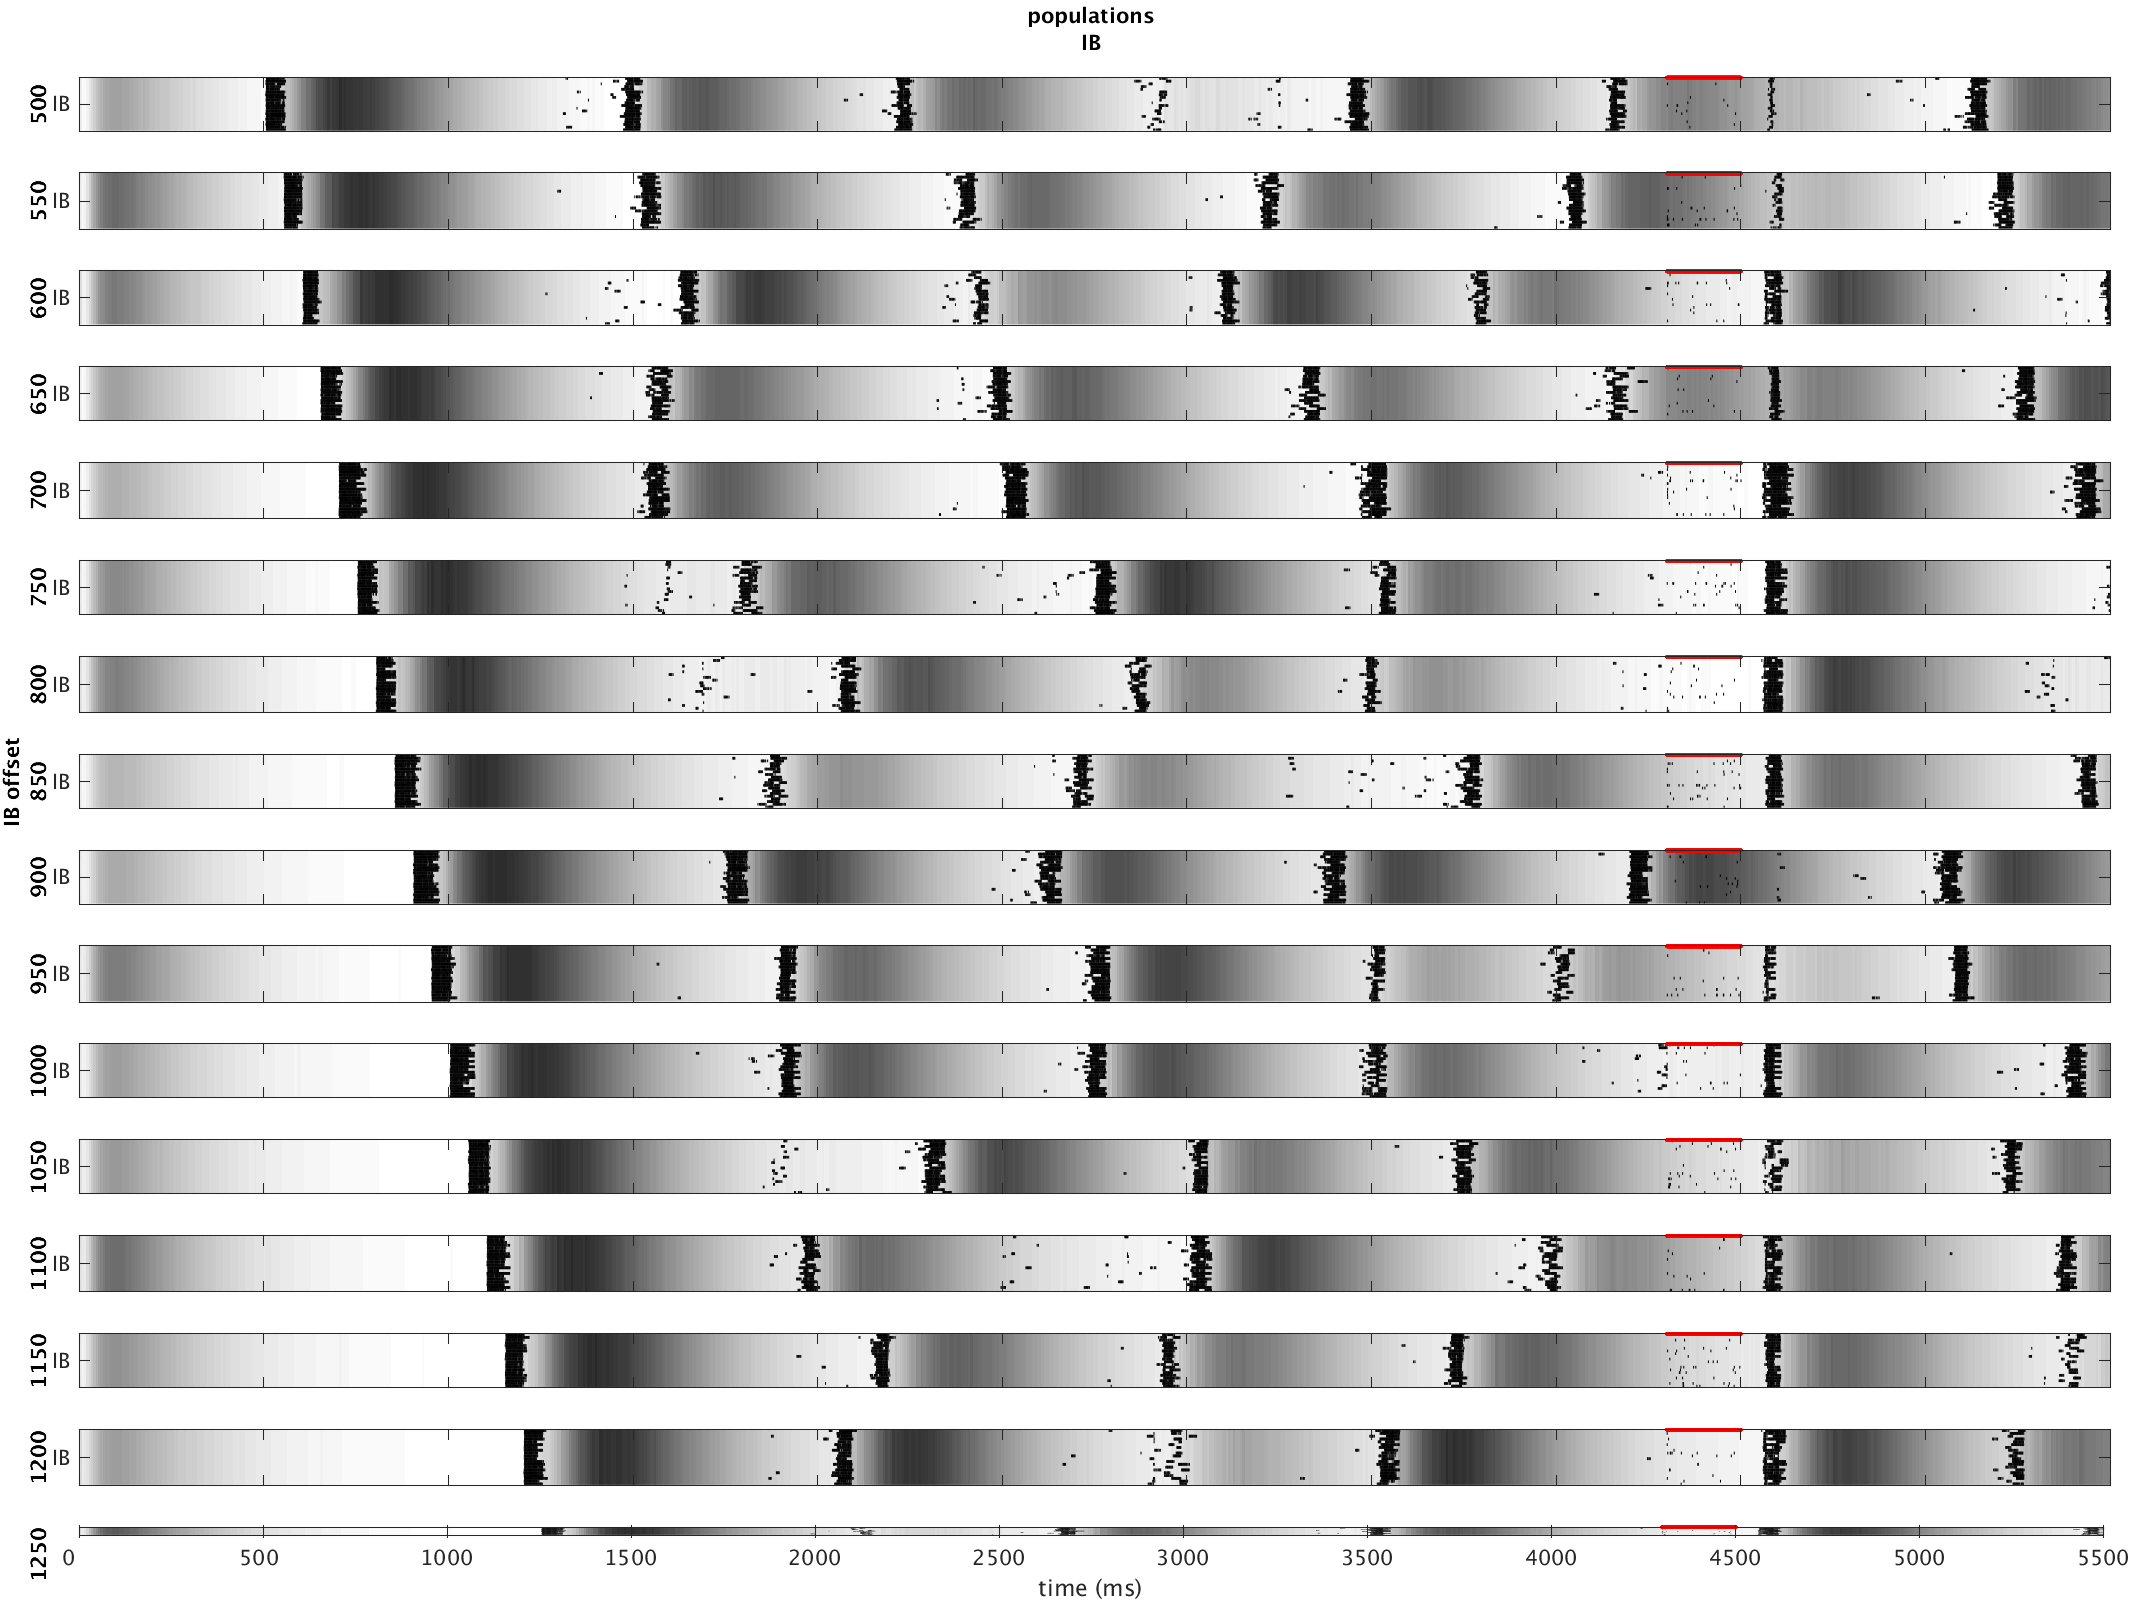 populations
IB
500 IB
550 IB
600 IB
650 IB
700 IB
750 IB
800 IB
850 IB
IB offset
900 IB
950 IB
1000 IB
1050 IB
1100 IB
1150 IB
1200 IB
1250
0 500 1000 1500 2000 2500 3000 3500 4000 4500 5000 5500
time (ms)